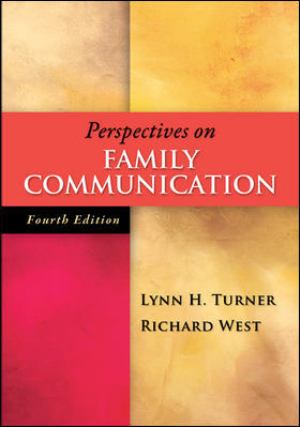 Perspectives on
FAMILY
COMMUNICATION
Fourth Edition
LYNN H. TURNER
RICHARD WEST